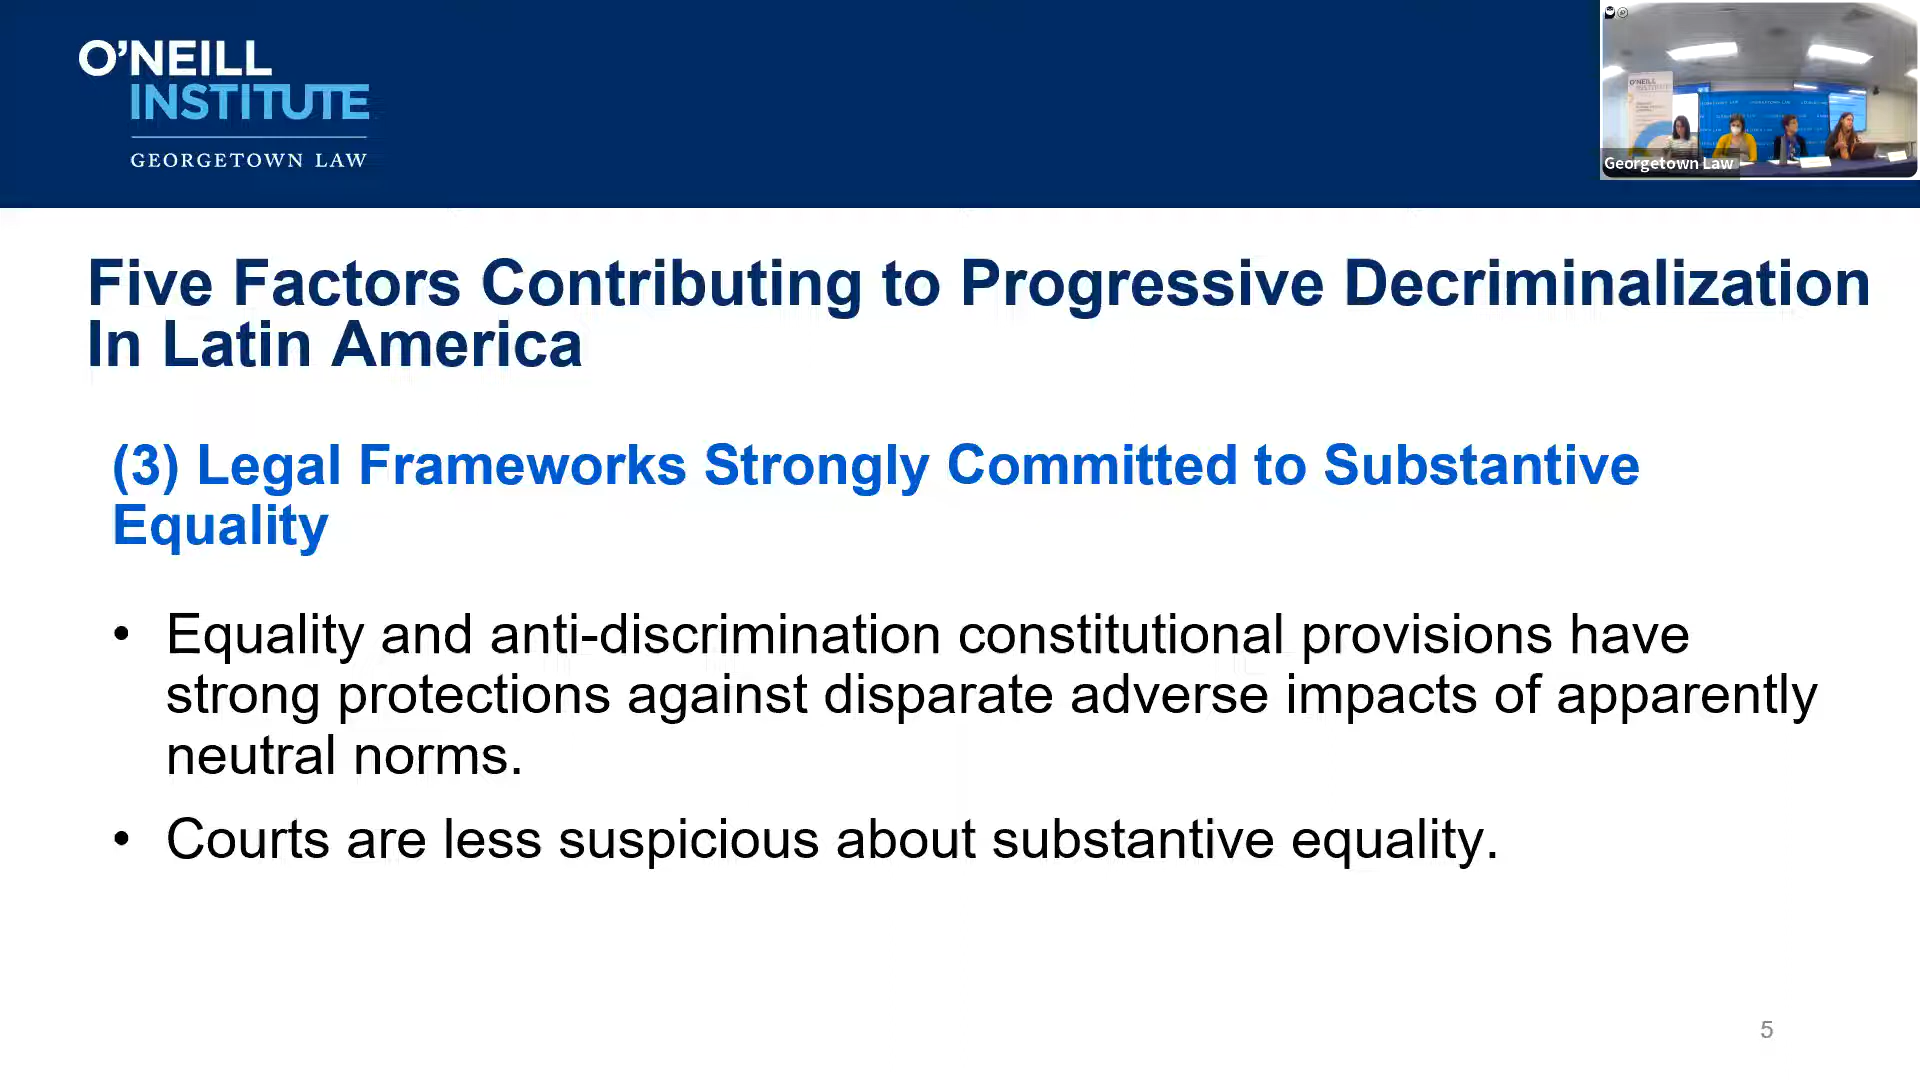 O'NEILL
INSTITUTE
GEORGETOWN LAW
Georgetown Law
Five Factors Contributing to Progressive Decriminalization
In Latin America
(3) Legal Frameworks Strongly Committed to Substantive
Equality
• Equality and anti-discrimination constitutional provisions have
strong protections against disparate adverse impacts of apparently
neutral norms.
• Courts are less suspicious about substantive equality.
5